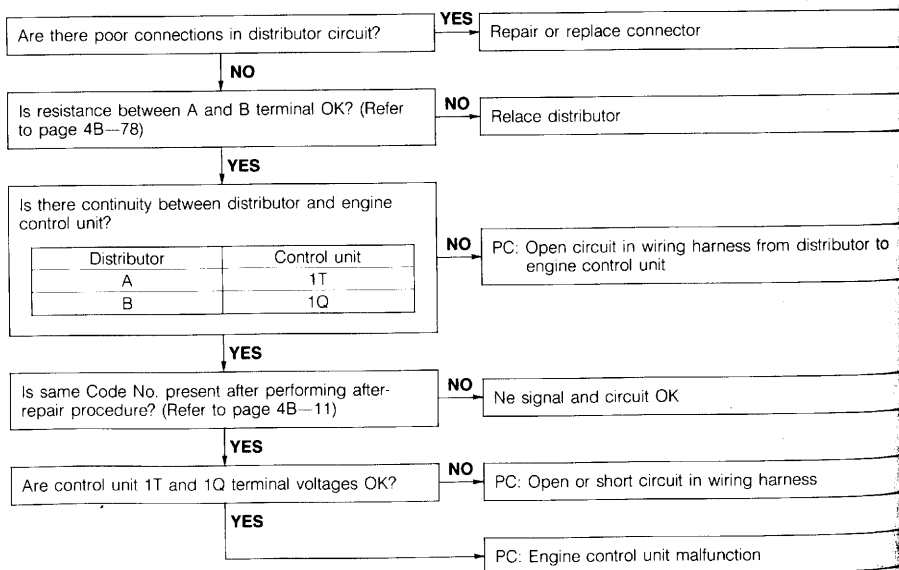 Are there poor connections in distributor circuit?
YES
Repair or replace connector
NO
Is resistance between A and B terminal OK? (Refer
to page 4B—78)
NO
Relace distributor
YES
Is there continuity between distributor and engine
control unit?
Distributor Control unit
A 1T
B 1Q
NO
PC: Open circuit in wiring harness from distributor to
engine control unit
YES
Is same Code No. present after performing after-
repair procedure? (Refer to page 4B—11)
NO
Ne signal and circuit OK
YES
Are control unit 1T and 1Q terminal voltages OK?
NO
PC: Open or short circuit in wiring harness
YES
PC: Engine control unit malfunction